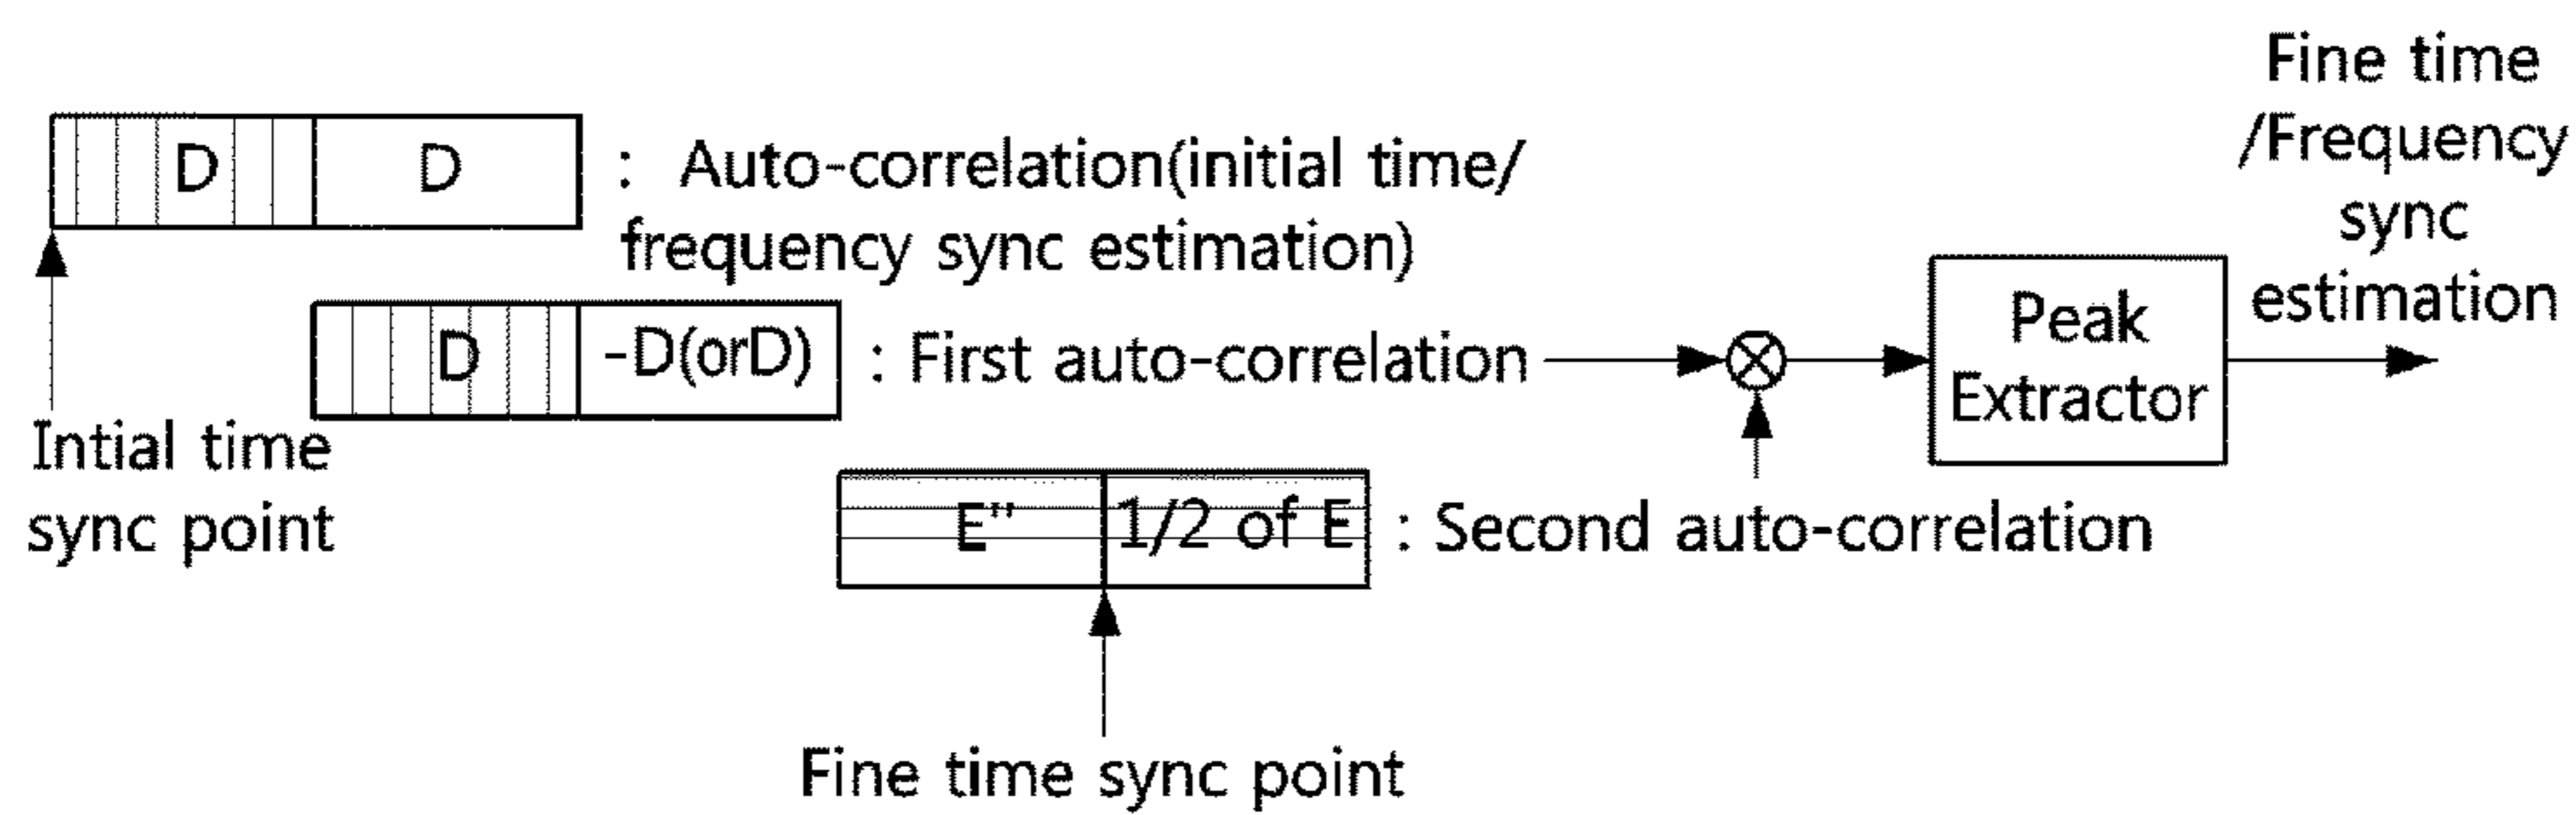 Fine time
/Frequency
sync
estimation
D D : Auto-correlation(initial time/
frequency sync estimation)
D -D(orD) : First auto-correlation
Peak
Extractor
Intial time
sync point
E" 1/2 of E : Second auto-correlation
Fine time sync point